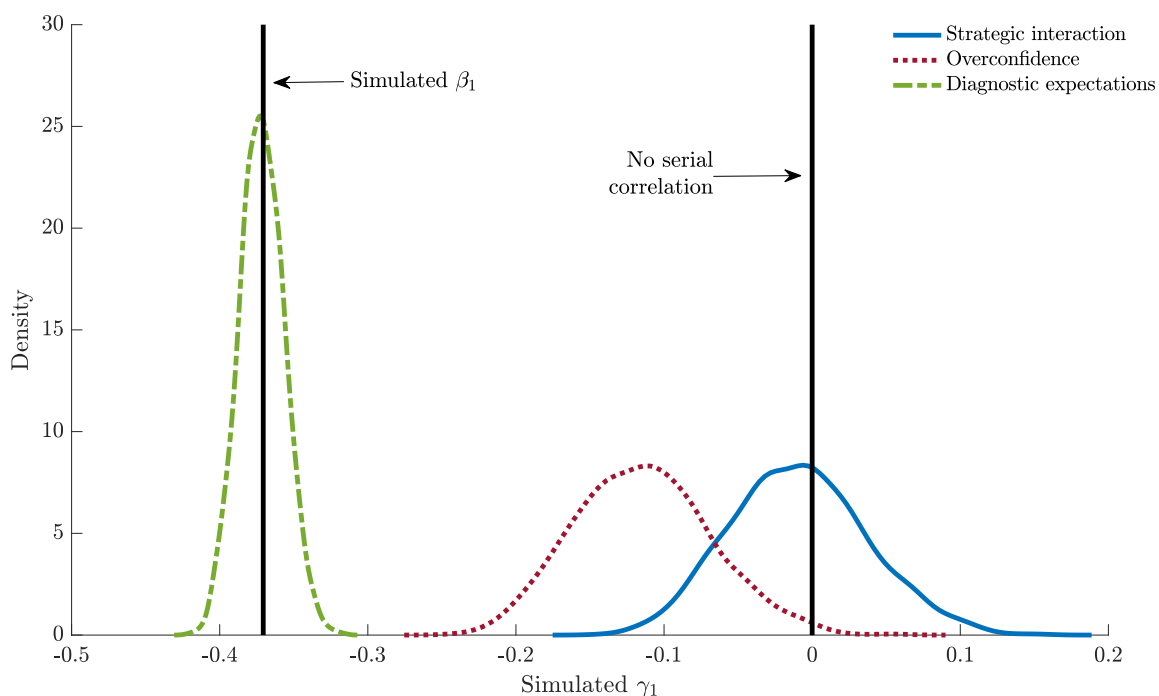 30
25
20
15
10
5
0
Density
Simulated β₁
No serial
correlation
Strategic interaction
Overconfidence
Diagnostic expectations
-0.5
-0.4
-0.3
-0.2
-0.1
0
0.1
0.2
Simulated γ₁